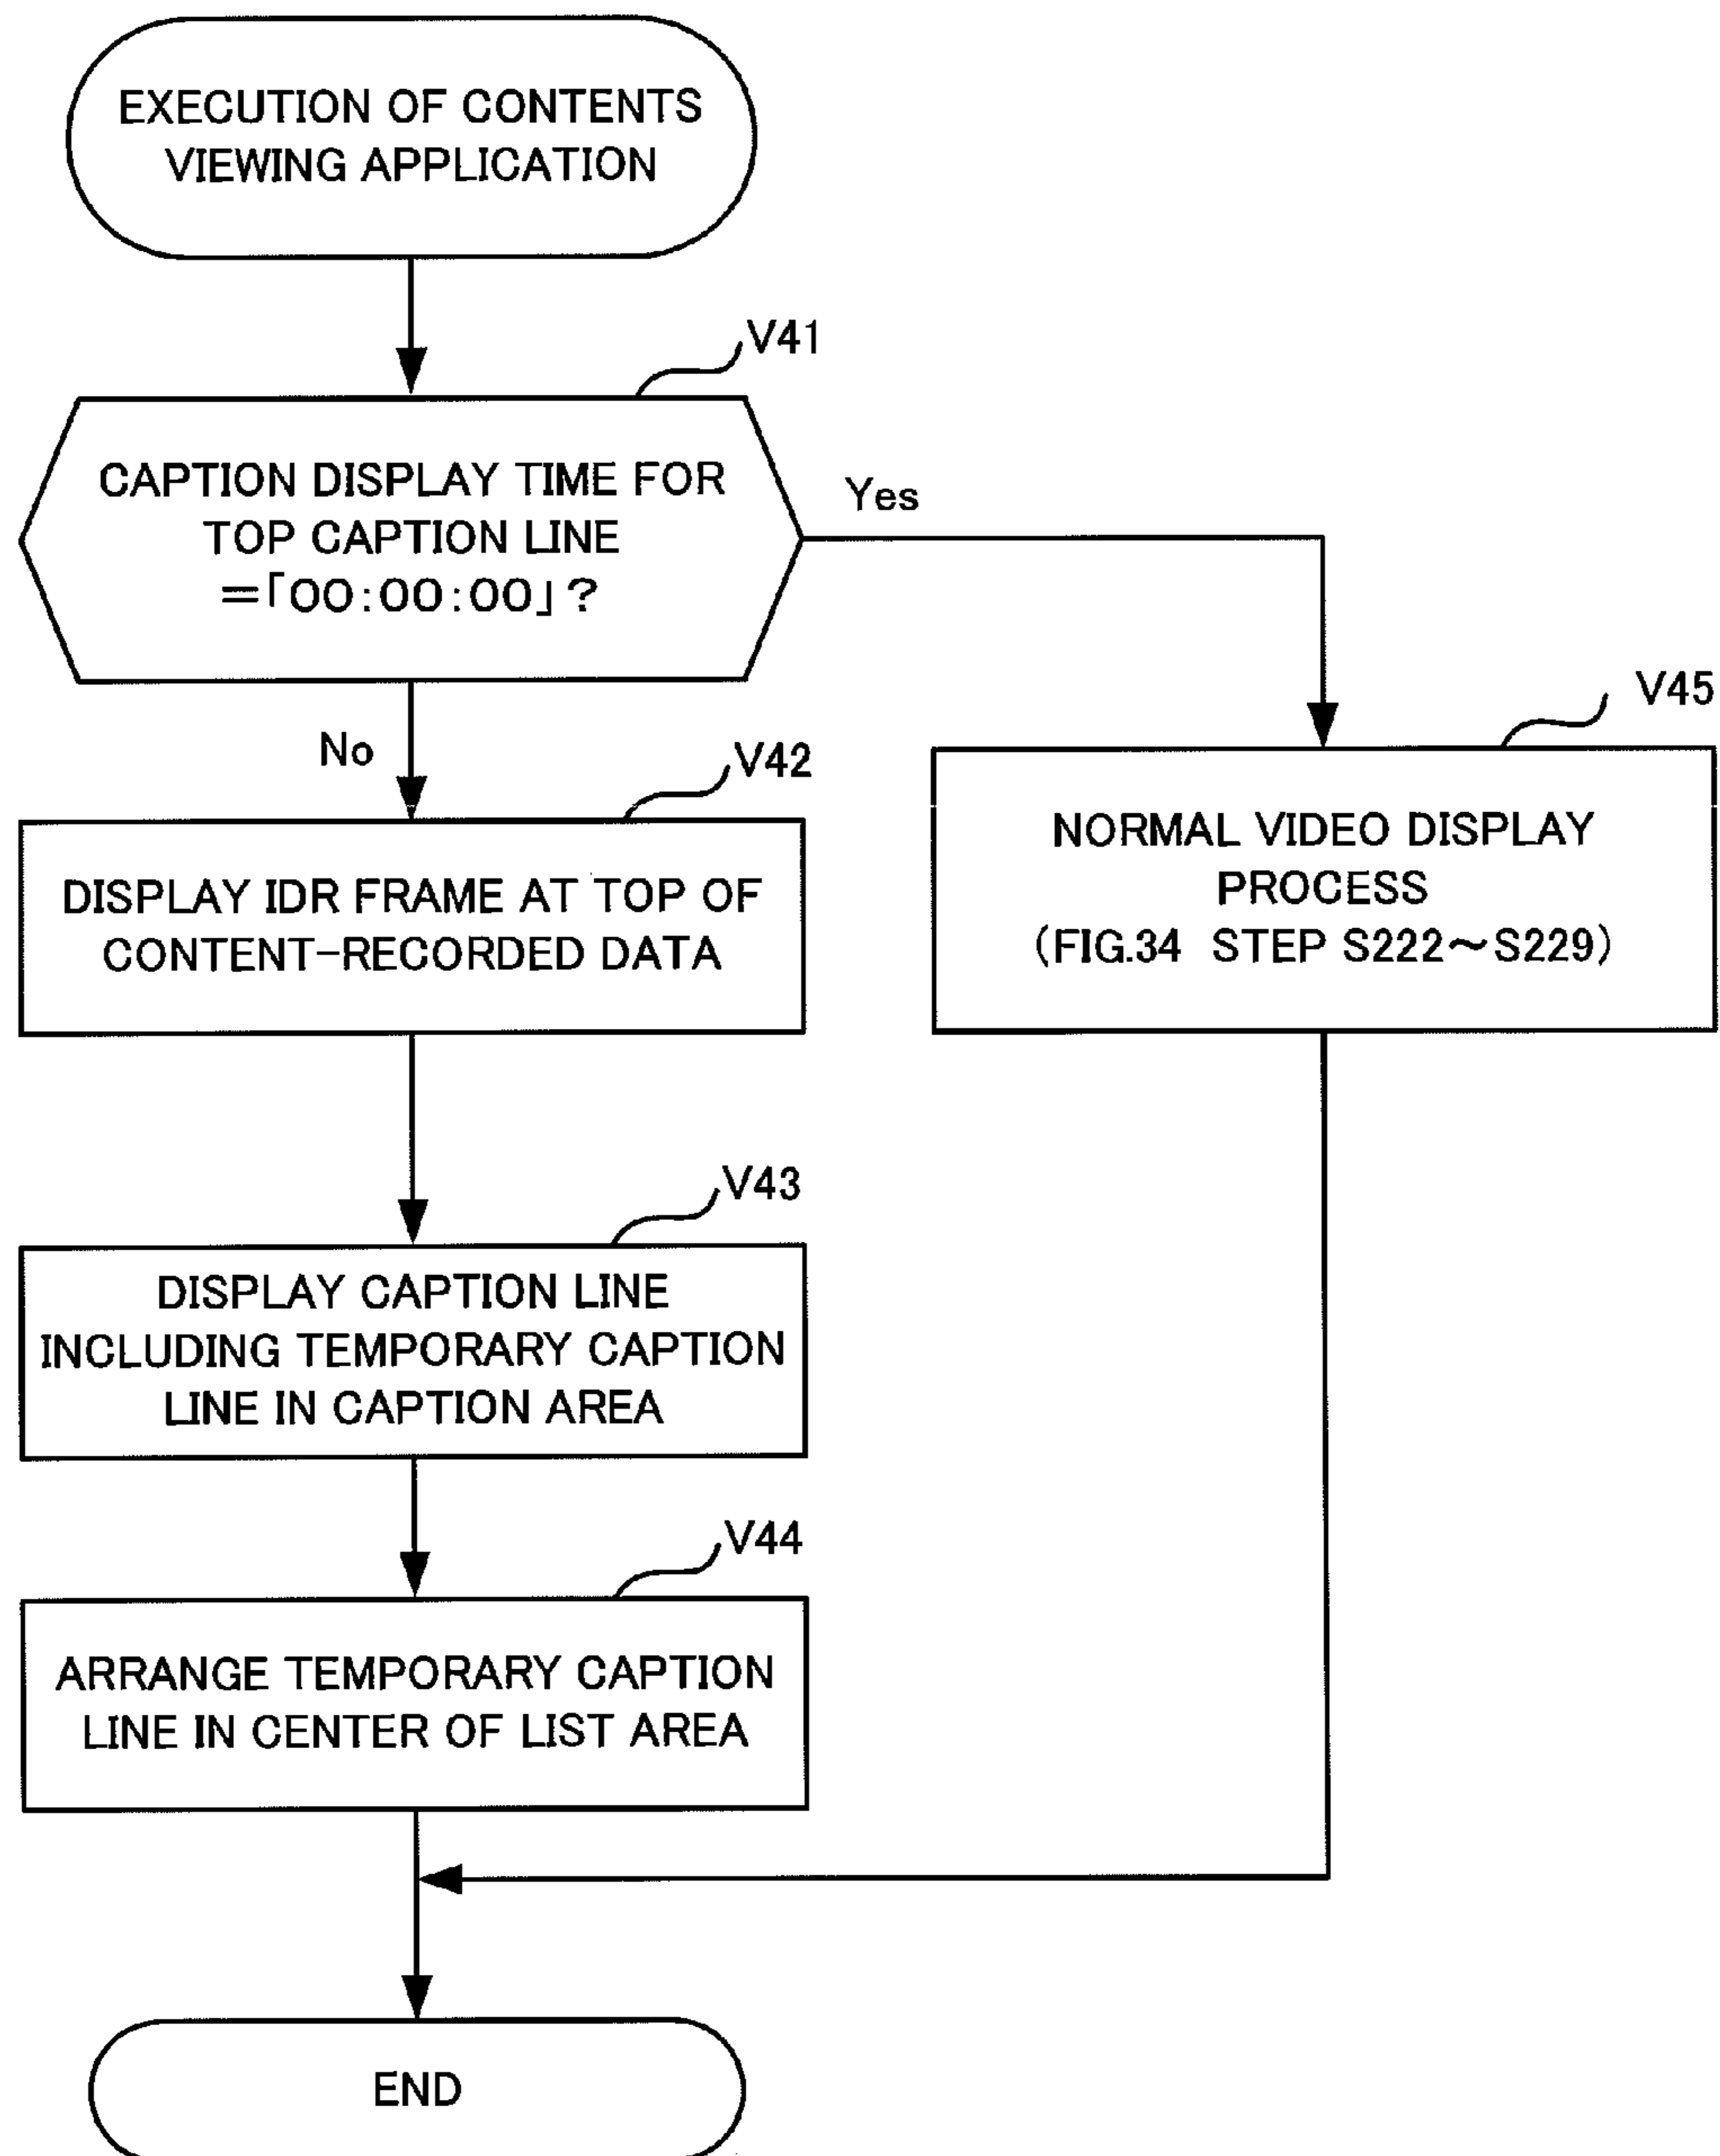 EXECUTION OF CONTENTS
VIEWING APPLICATION
V41
CAPTION DISPLAY TIME FOR
TOP CAPTION LINE
=「00:00:00」?
Yes
No
V42
DISPLAY IDR FRAME AT TOP OF
CONTENT-RECORDED DATA
V45
NORMAL VIDEO DISPLAY
PROCESS
(FIG.34 STEP S222～S229)
V43
DISPLAY CAPTION LINE
INCLUDING TEMPORARY CAPTION
LINE IN CAPTION AREA
V44
ARRANGE TEMPORARY CAPTION
LINE IN CENTER OF LIST AREA
END